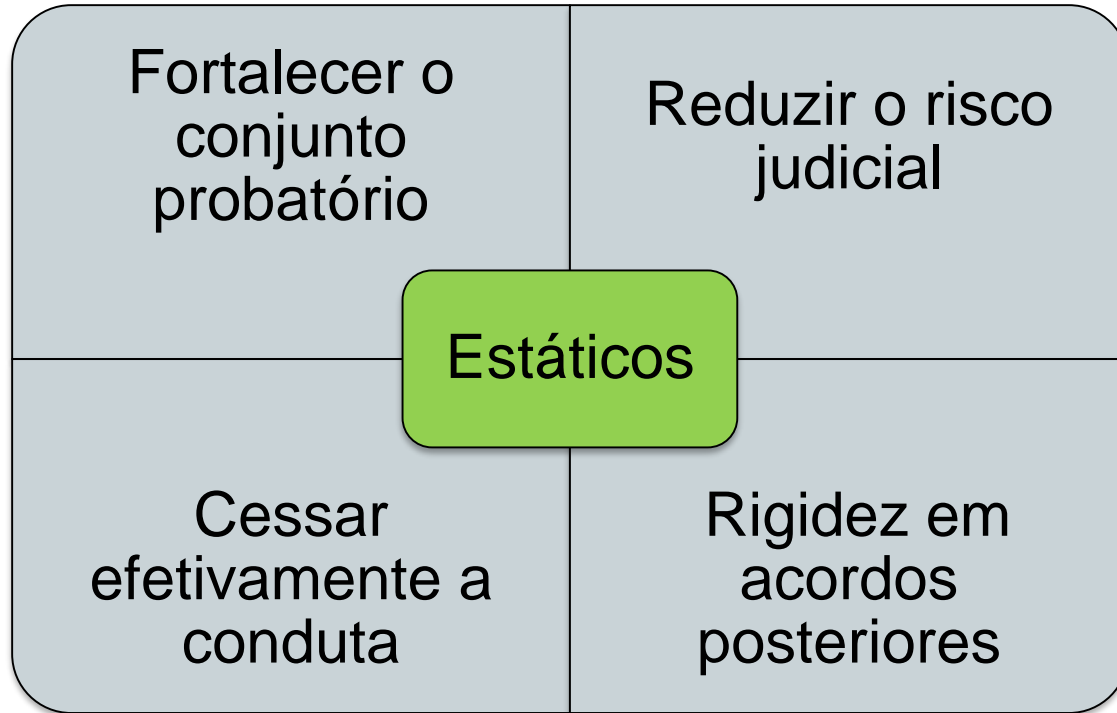 Fortalecer o
conjunto
probatório
Reduzir o risco
judicial
Estáticos
Cessar
efetivamente a
conduta
Rigidez em
acordos
posteriores